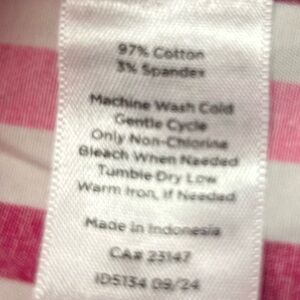 97% Cotton
3% Spandex
Machine Wash Cold
Gentle Cycle
Only Non-Chlorine
Bleach When Needed
Tumble Dry Low
Warm Iron, If Needed
Made in Indonesia
CA# 23147
ID5134 09/24